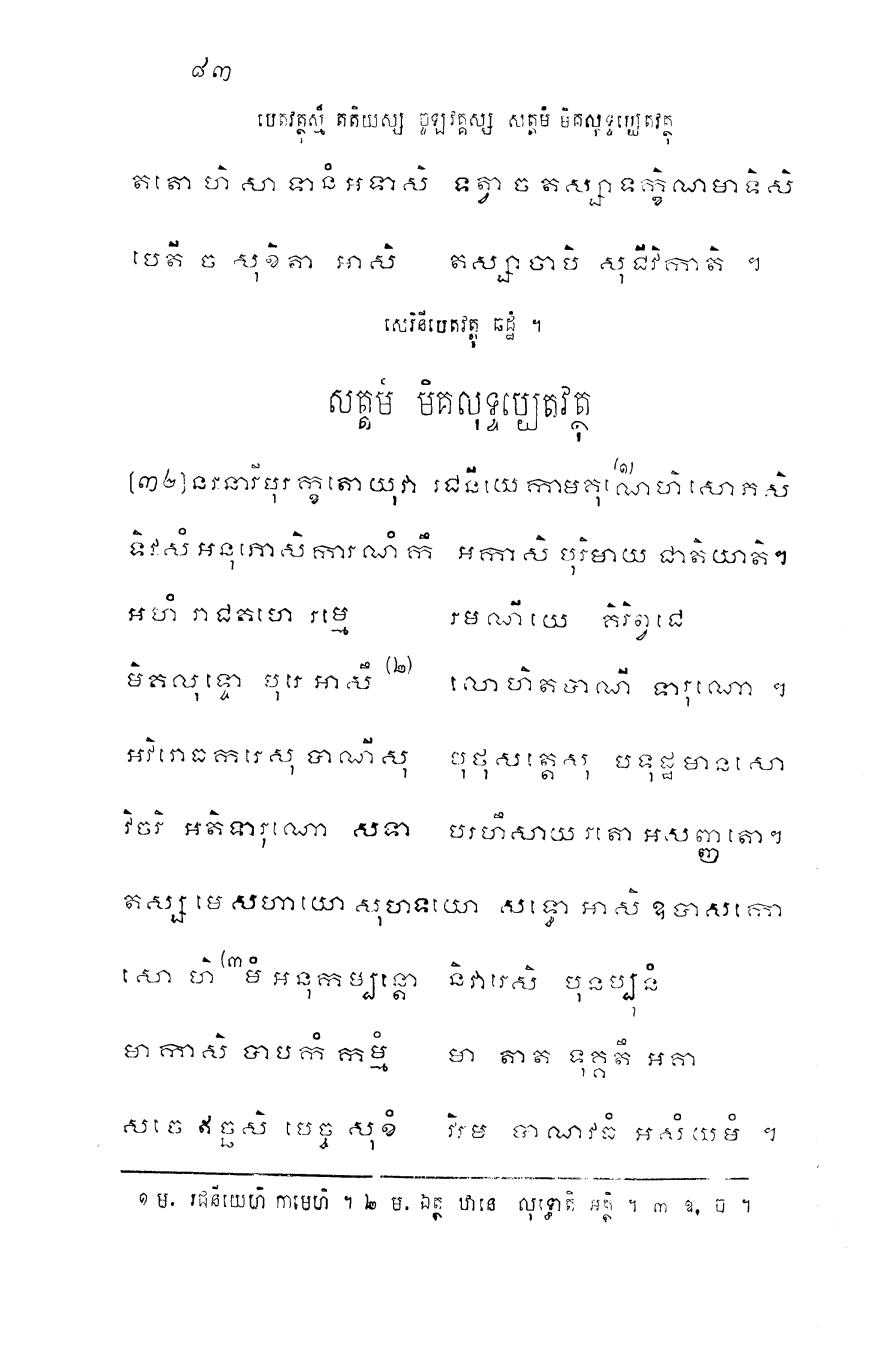 ៨៣
បេតវត្ថុស្មឹ តតិយស្ស ចូឡវគ្គស្ស សត្តមំ មិគលុទ្ទប្បេតវត្ថុ
តតោ ហិ សា ទានំ អទាសិ ទត្វា ច តស្សា ទក្ខិណមាទិសិ
បេតី ច សុខិតា អាសិ តស្សា ចាបិ សុជីវិកាតិ ។
សេរិនីបេតវត្ថុ ឆដ្ឋំ ។
សត្តមំ មិគលុទ្ទប្បេតវត្ថុ
[៣៤] នរនារីបុរក្ខតោ យុវា រជនីយេ កាមគុណេហិ (១) សោភសិ
ទិវសំ អនុភោសិ ការណំ កឹ អកាសិ បុរិមាយ ជាតិយាតិ។
អហំ រាជគហេ រម្មេ រមណីយេ គិរិព្វជេ
មិគលុទ្ទោ បុរេ អាសឹ (២) លោហិតបាណី ទារុណោ ។
អវិរោធករេសុ បាណីសុ បុថុសត្តេសុ បទុដ្ឋមានសោ
វិចរិ អតិទារុណោ សទា បរហឹសាយ រតោ អសញ្ញតោ។
តស្ស មេ សហាយោ សុហទយោ សទ្ធោ អាសិ ឧបាសកោ
សោ ហិ (៣ មំ អនុកម្បន្តោ និវារេសិ បុនប្បុនំ
មា កាសិ បាបកំ កម្មំ មា តាត ទុគ្គតឹ អគា
សចេ ឥច្ឆសិ បេច្ច សុខំ វិរម បាណវធំ អសំយមំ ។
១ ម. រជនីយេហិ កាមេហិ ។ ២ ម. ឯត្ថ ឋានេ លុទ្ធោតិ អត្ថិ ។ ៣ ឱ. បិ ។